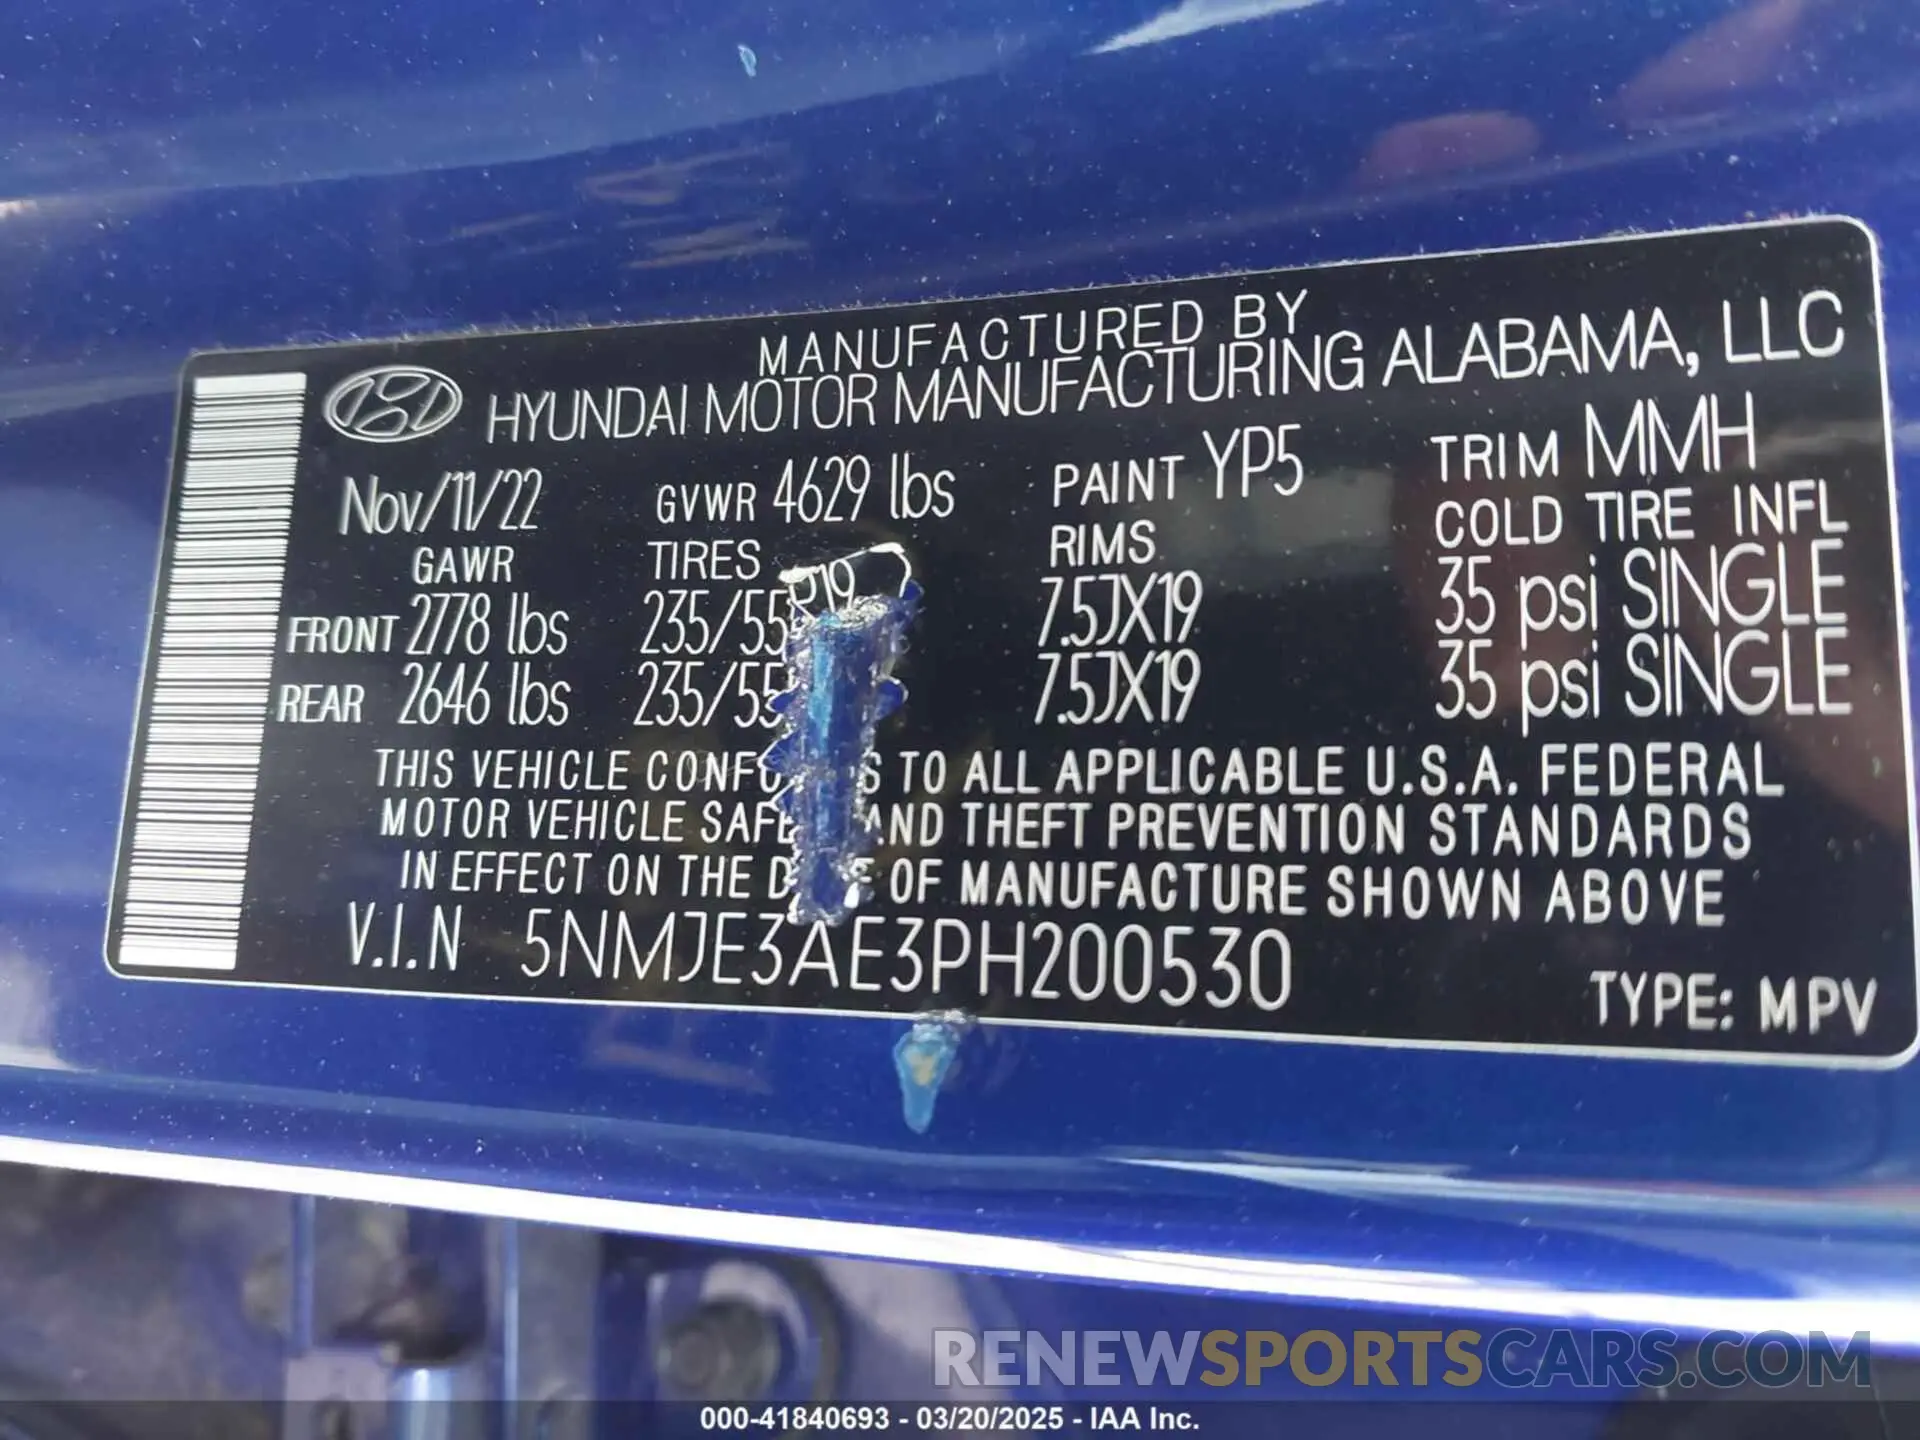 MANUFACTURED BY
HYUNDAI MOTOR MANUFACTURING ALABAMA, LLC
Nov/11/22 GVWR 4629 lbs PAINT YP5 TRIM MMH
GAWR TIRES RIMS COLD TIRE INFL
FRONT 2778 lbs 235/55R19 7.5JX19 35 psi SINGLE
REAR 2646 lbs 235/55 7.5JX19 35 psi SINGLE
THIS VEHICLE TO ALL APPLICABLE U.S.A. FEDERAL
MOTOR VEHICLE AND THEFT PREVENTION STANDARDS
IN EFFECT ON THE OF MANUFACTURE SHOWN ABOVE
V.I.N 5NMJE3AE3PH200530
TYPE: MPV
RENEWSPORTSCARS.COM
000-41840693 - 03/20/2025 - IAA Inc.